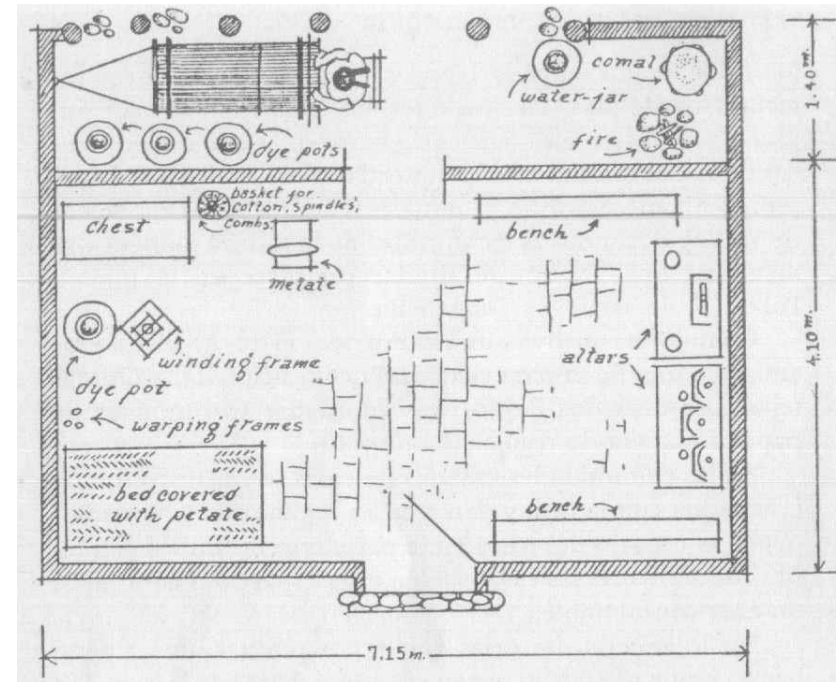 comal
water-jar
1.40 m.
fire
dye pots
basket for
cotton, spindles,
combs
chest
bench
metate
altars
4.10 m.
winding frame
dye pot
warping frames
bed covered
with petate
bench
7.15 m.